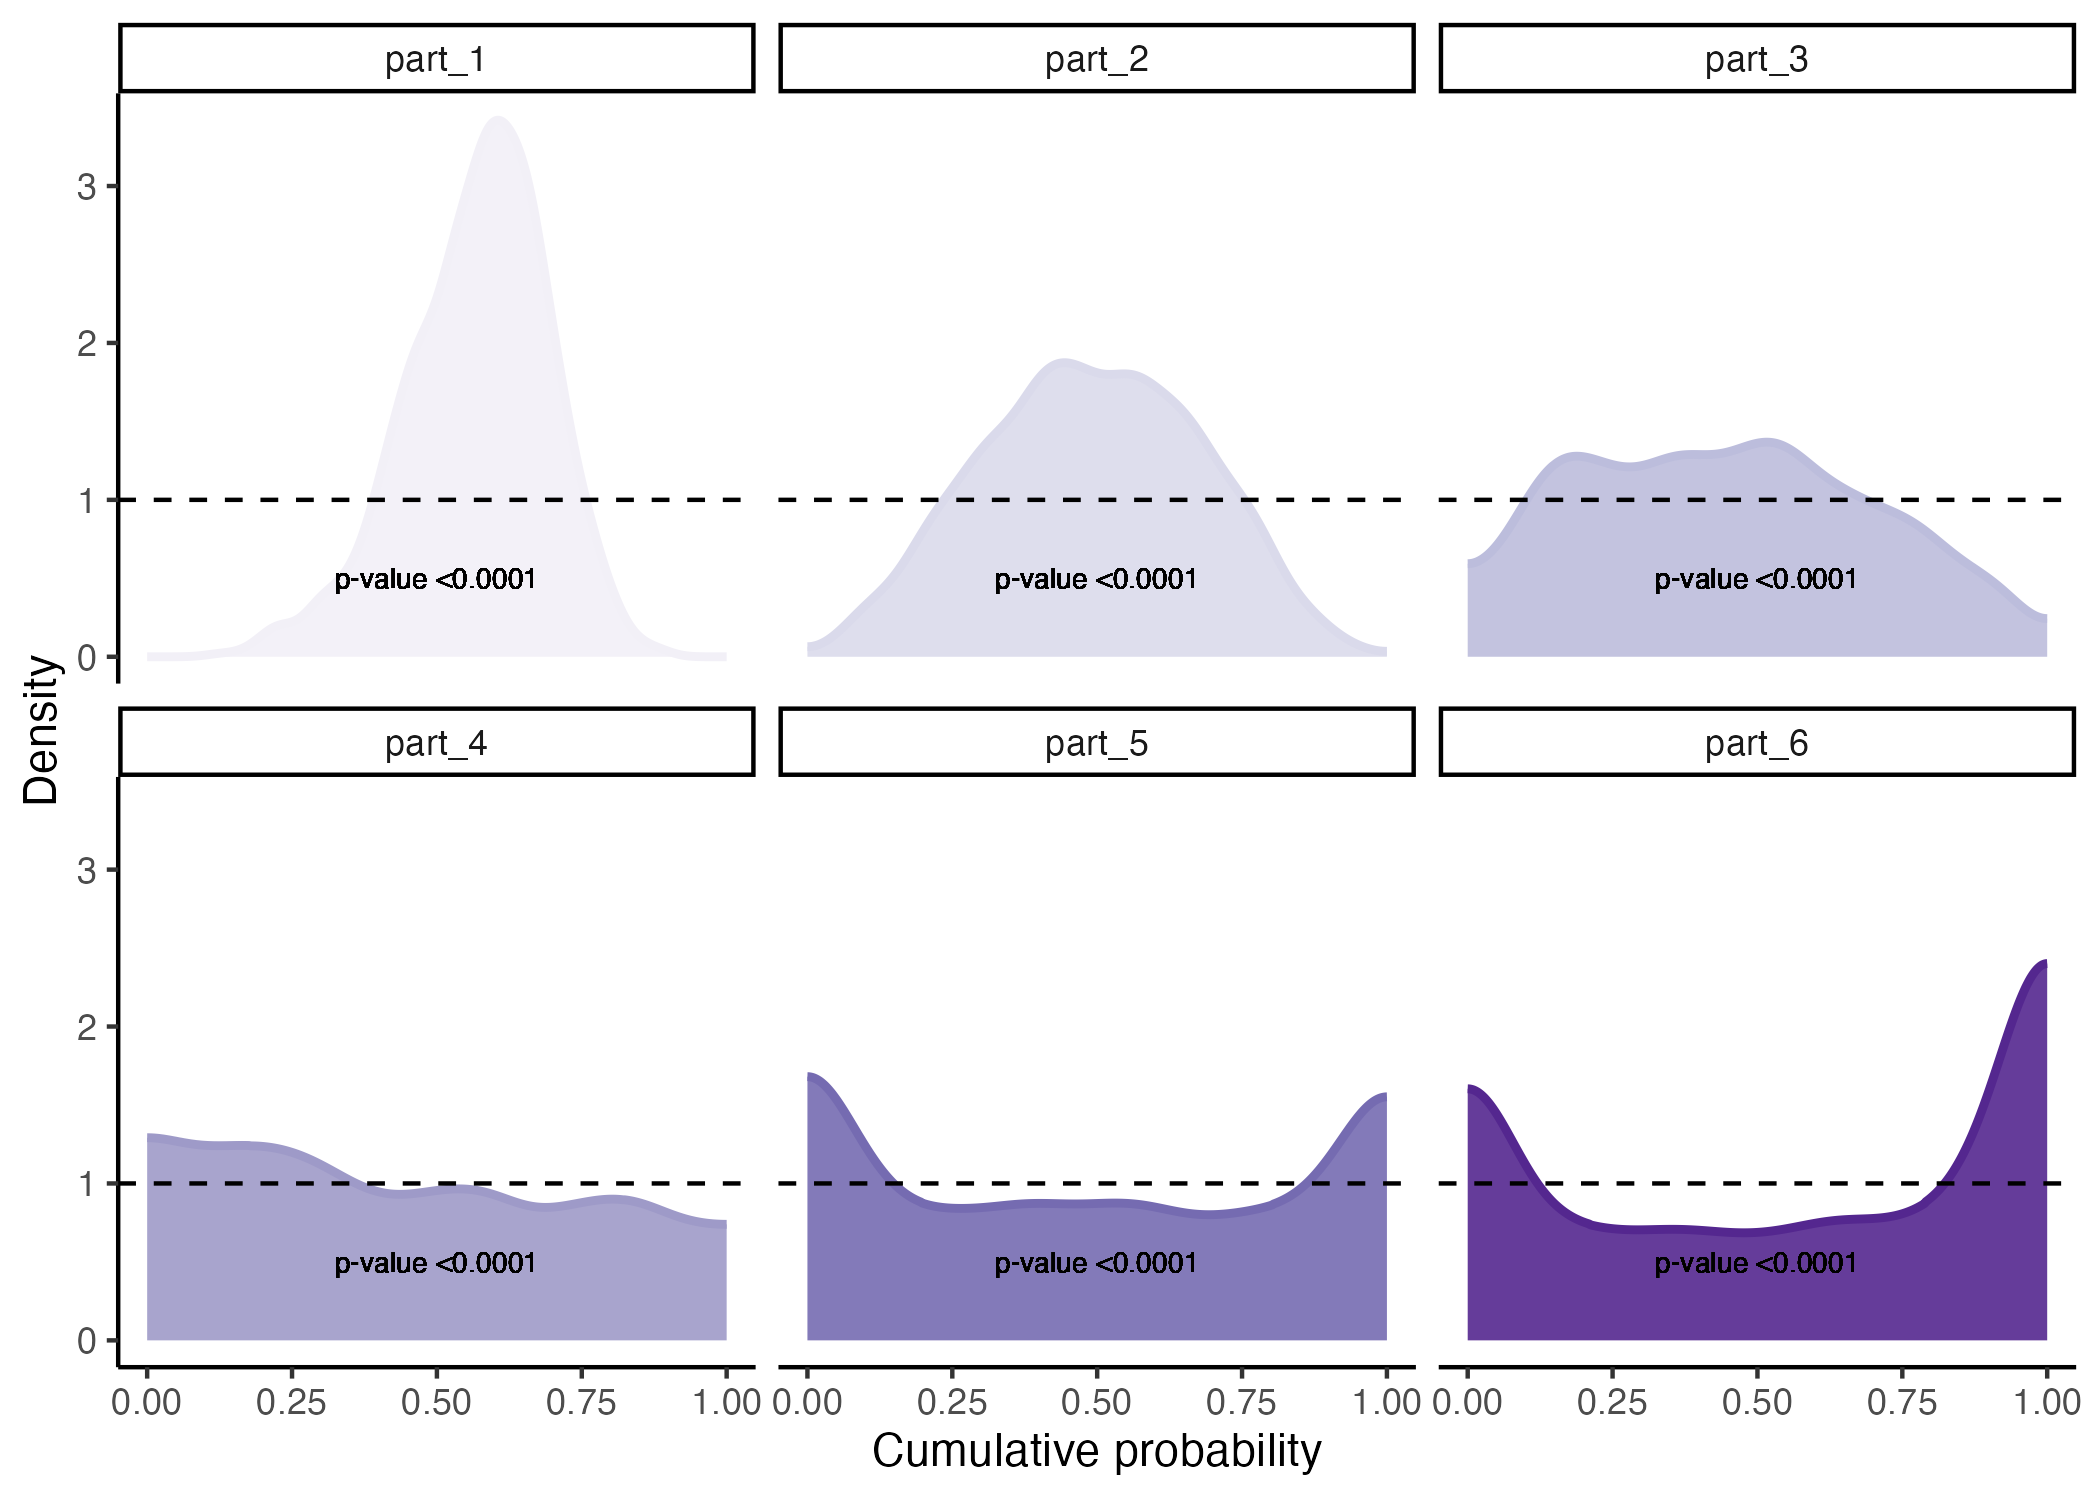 part_1
part_2
part_3
3
2
1
0
p-value <0.0001
p-value <0.0001
p-value <0.0001
Density
part_4
part_5
part_6
3
2
1
0
p-value <0.0001
p-value <0.0001
p-value <0.0001
0.00 0.25 0.50 0.75 1.00
0.00 0.25 0.50 0.75 1.00
0.00 0.25 0.50 0.75 1.00
Cumulative probability